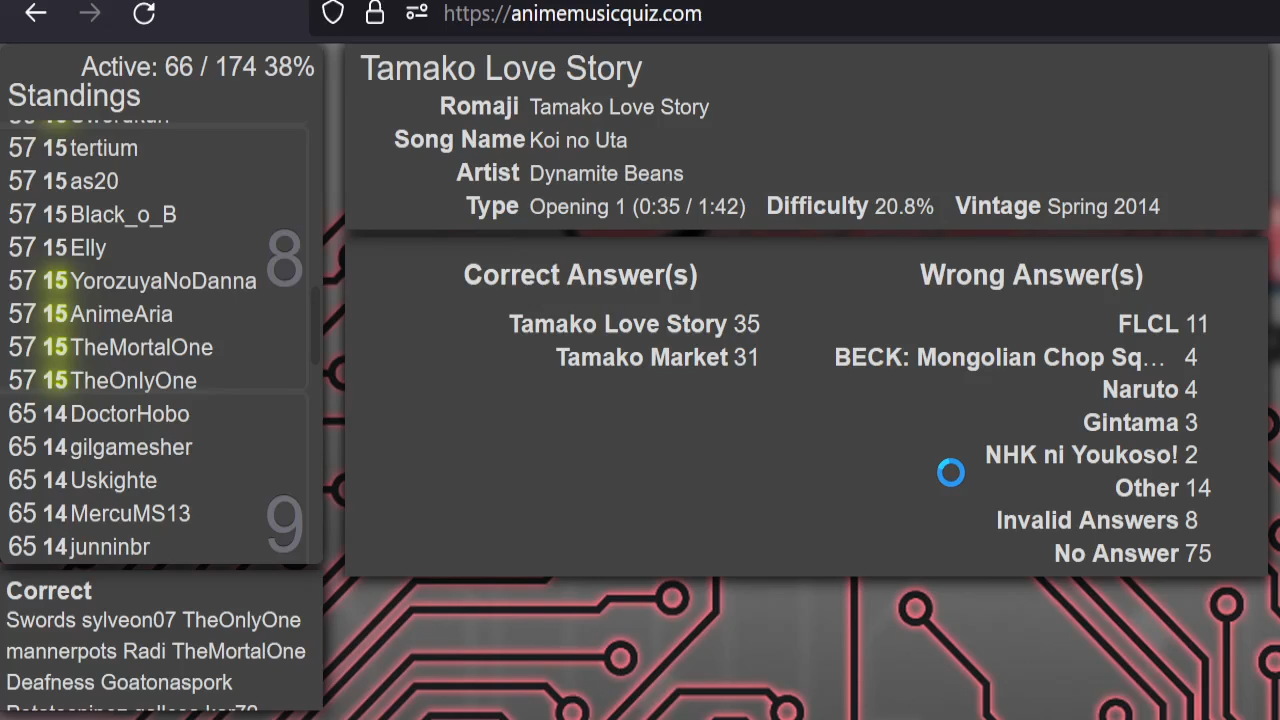 https://animemusicquiz.com
Active: 66 / 174 38%
Standings
57 15 tertium
57 15 as20
57 15 Black_o_B
57 15 Elly
8
57 15 YorozuyaNoDanna
57 15 AnimeAria
57 15 TheMortalOne
57 15 TheOnlyOne
65 14 DoctorHobo
65 14 gilgamesher
65 14 Uskighte
65 14 MercuMS13
9
65 14 junninbr
Correct
Swords sylveon07 TheOnlyOne
mannerpots Radi TheMortalOne
Deafness Goatonaspork
Tamako Love Story
Romaji Tamako Love Story
Song Name Koi no Uta
Artist Dynamite Beans
Type Opening 1 (0:35 / 1:42) Difficulty 20.8% Vintage Spring 2014
Correct Answer(s)
Tamako Love Story 35
Tamako Market 31
Wrong Answer(s)
FLCL 11
BECK: Mongolian Chop Sq... 4
Naruto 4
Gintama 3
NHK ni Youkoso! 2
Other 14
Invalid Answers 8
No Answer 75